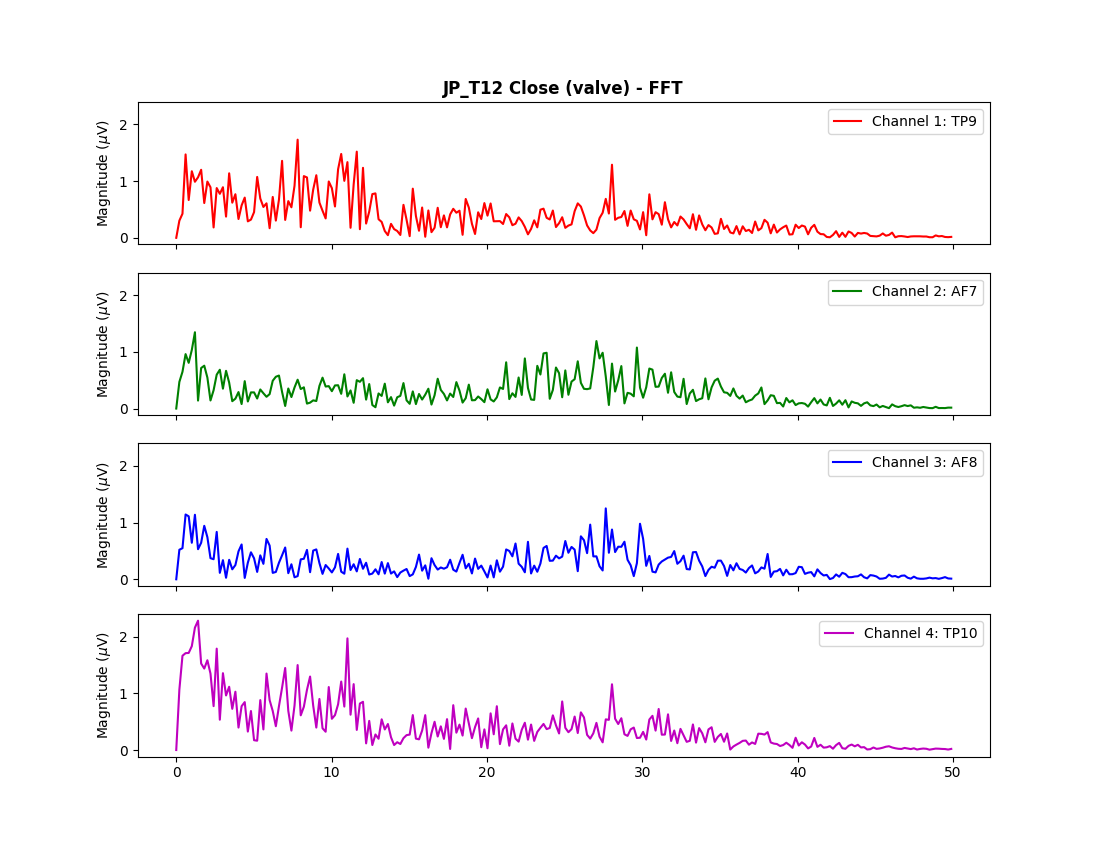 JP_T12 Close (valve) - FFT
Magnitude (μV)
2
1
0
Channel 1: TP9
Magnitude (μV)
2
1
0
Channel 2: AF7
Magnitude (μV)
2
1
0
Channel 3: AF8
Magnitude (μV)
2
1
0
Channel 4: TP10
0 10 20 30 40 50